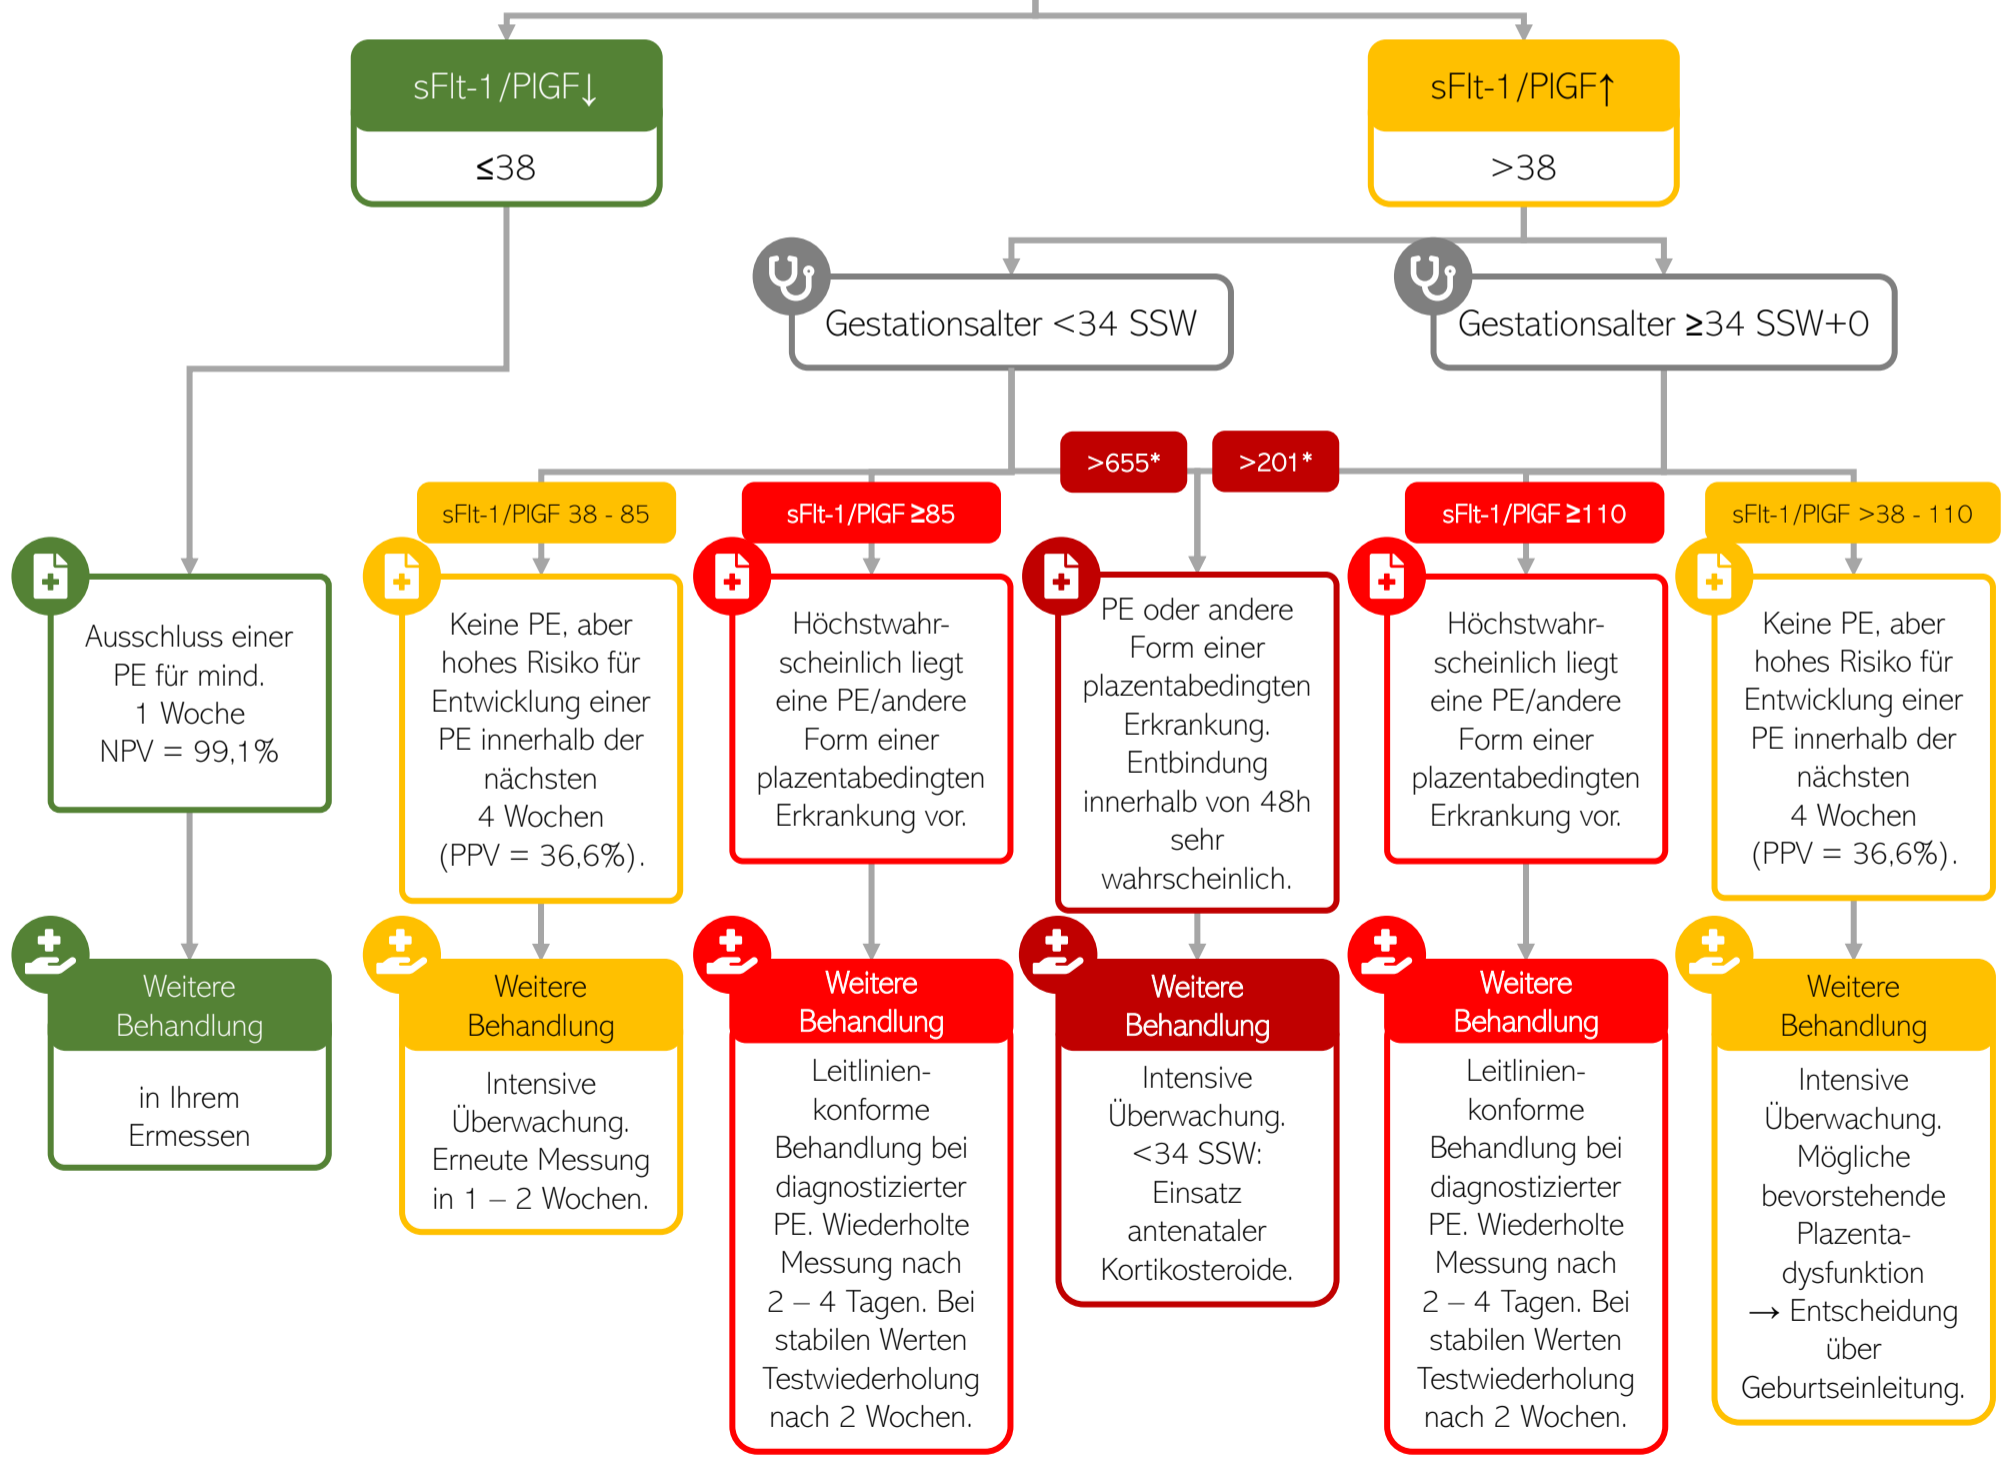 sFlt-1/PlGF↓
≤38
sFlt-1/PlGF↑
>38
Gestationsalter <34 SSW
Gestationsalter ≥34 SSW+0
>655*
>201*
sFlt-1/PlGF 38 - 85
sFlt-1/PlGF ≥85
sFlt-1/PlGF ≥110
sFlt-1/PlGF >38 - 110
Ausschluss einer
PE für mind.
1 Woche
NPV = 99,1%
Keine PE, aber
hohes Risiko für
Entwicklung einer
PE innerhalb der
nächsten
4 Wochen
(PPV = 36,6%).
Höchstwahr-
scheinlich liegt
eine PE/andere
Form einer
plazentabedingten
Erkrankung vor.
PE oder andere
Form einer
plazentabedingten
Erkrankung.
Entbindung
innerhalb von 48h
sehr
wahrscheinlich.
Höchstwahr-
scheinlich liegt
eine PE/andere
Form einer
plazentabedingten
Erkrankung vor.
Keine PE, aber
hohes Risiko für
Entwicklung einer
PE innerhalb der
nächsten
4 Wochen
(PPV = 36,6%).
Weitere
Behandlung
in Ihrem
Ermessen
Weitere
Behandlung
Intensive
Überwachung.
Erneute Messung
in 1 – 2 Wochen.
Weitere
Behandlung
Leitlinien-
konforme
Behandlung bei
diagnostizierter
PE. Wiederholte
Messung nach
2 – 4 Tagen. Bei
stabilen Werten
Testwiederholung
nach 2 Wochen.
Weitere
Behandlung
Intensive
Überwachung.
<34 SSW:
Einsatz
antenataler
Kortikosteroide.
Weitere
Behandlung
Leitlinien-
konforme
Behandlung bei
diagnostizierter
PE. Wiederholte
Messung nach
2 – 4 Tagen. Bei
stabilen Werten
Testwiederholung
nach 2 Wochen.
Weitere
Behandlung
Intensive
Überwachung.
Mögliche
bevorstehende
Plazenta-
dysfunktion
→ Entscheidung
über
Geburtseinleitung.